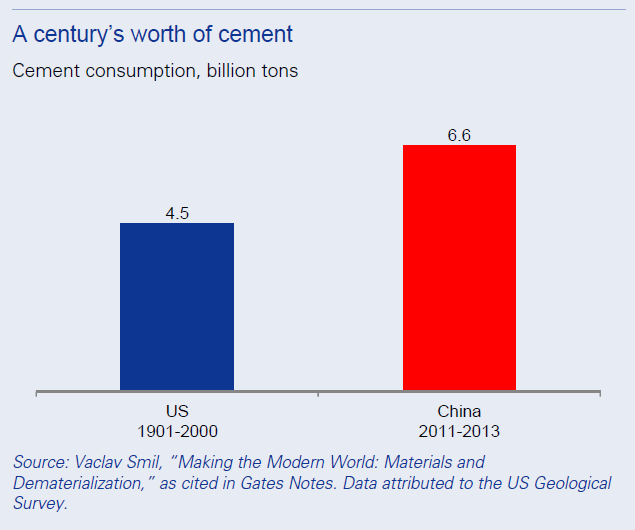 A century’s worth of cement
Cement consumption, billion tons
6.6
4.5
US
1901-2000
China
2011-2013
Source: Vaclav Smil, “Making the Modern World: Materials and
Dematerialization,” as cited in Gates Notes. Data attributed to the US Geological
Survey.